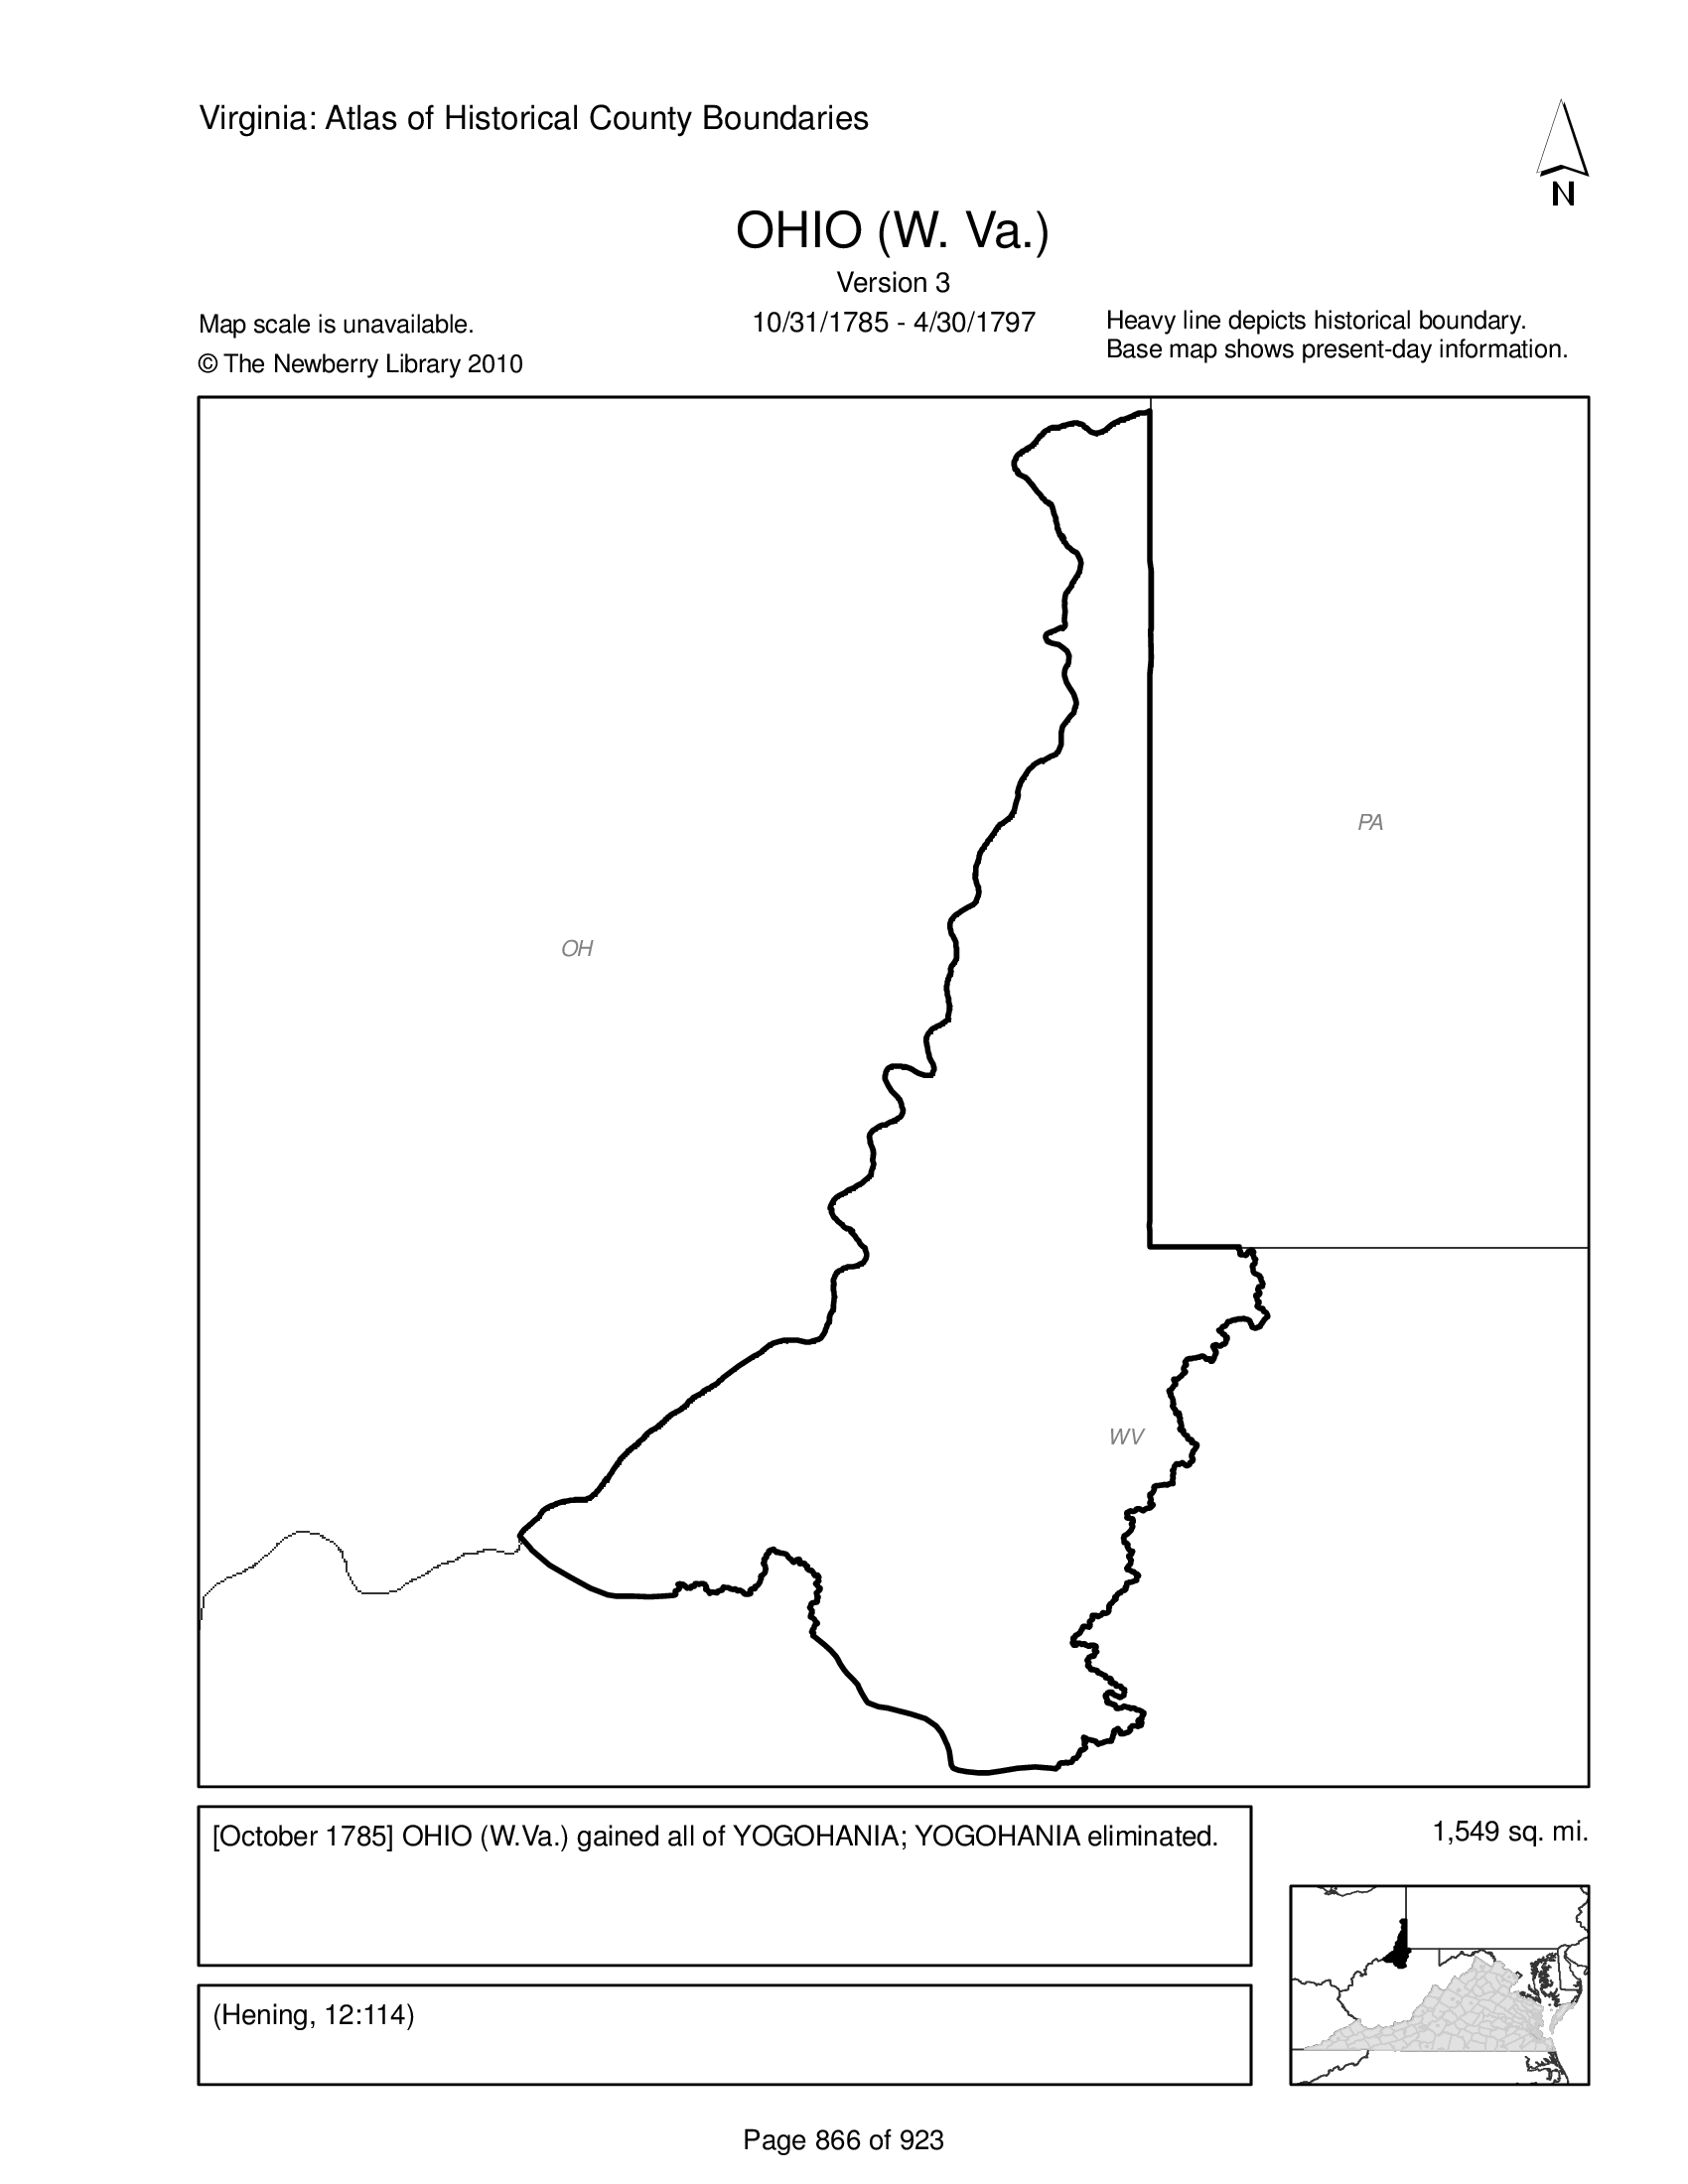 Virginia: Atlas of Historical County Boundaries
N
OHIO (W. Va.)
Version 3
10/31/1785 - 4/30/1797
Map scale is unavailable.
© The Newberry Library 2010
Heavy line depicts historical boundary.
Base map shows present-day information.
PA
OH
WV
[October 1785] OHIO (W.Va.) gained all of YOGOHANIA; YOGOHANIA eliminated.
1,549 sq. mi.
(Hening, 12:114)
Page 866 of 923